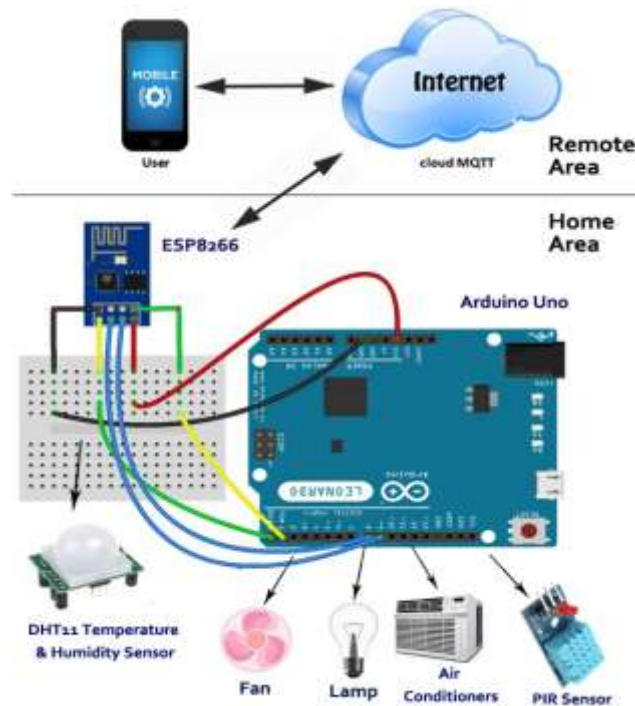 MOBILE
User
Internet
cloud MQTT
Remote
Area
Home
Area
ESP8266
Arduino Uno
LEONARDO
DHT11 Temperature
& Humidity Sensor
Fan
Lamp
Air
Conditioners
PIR Sensor